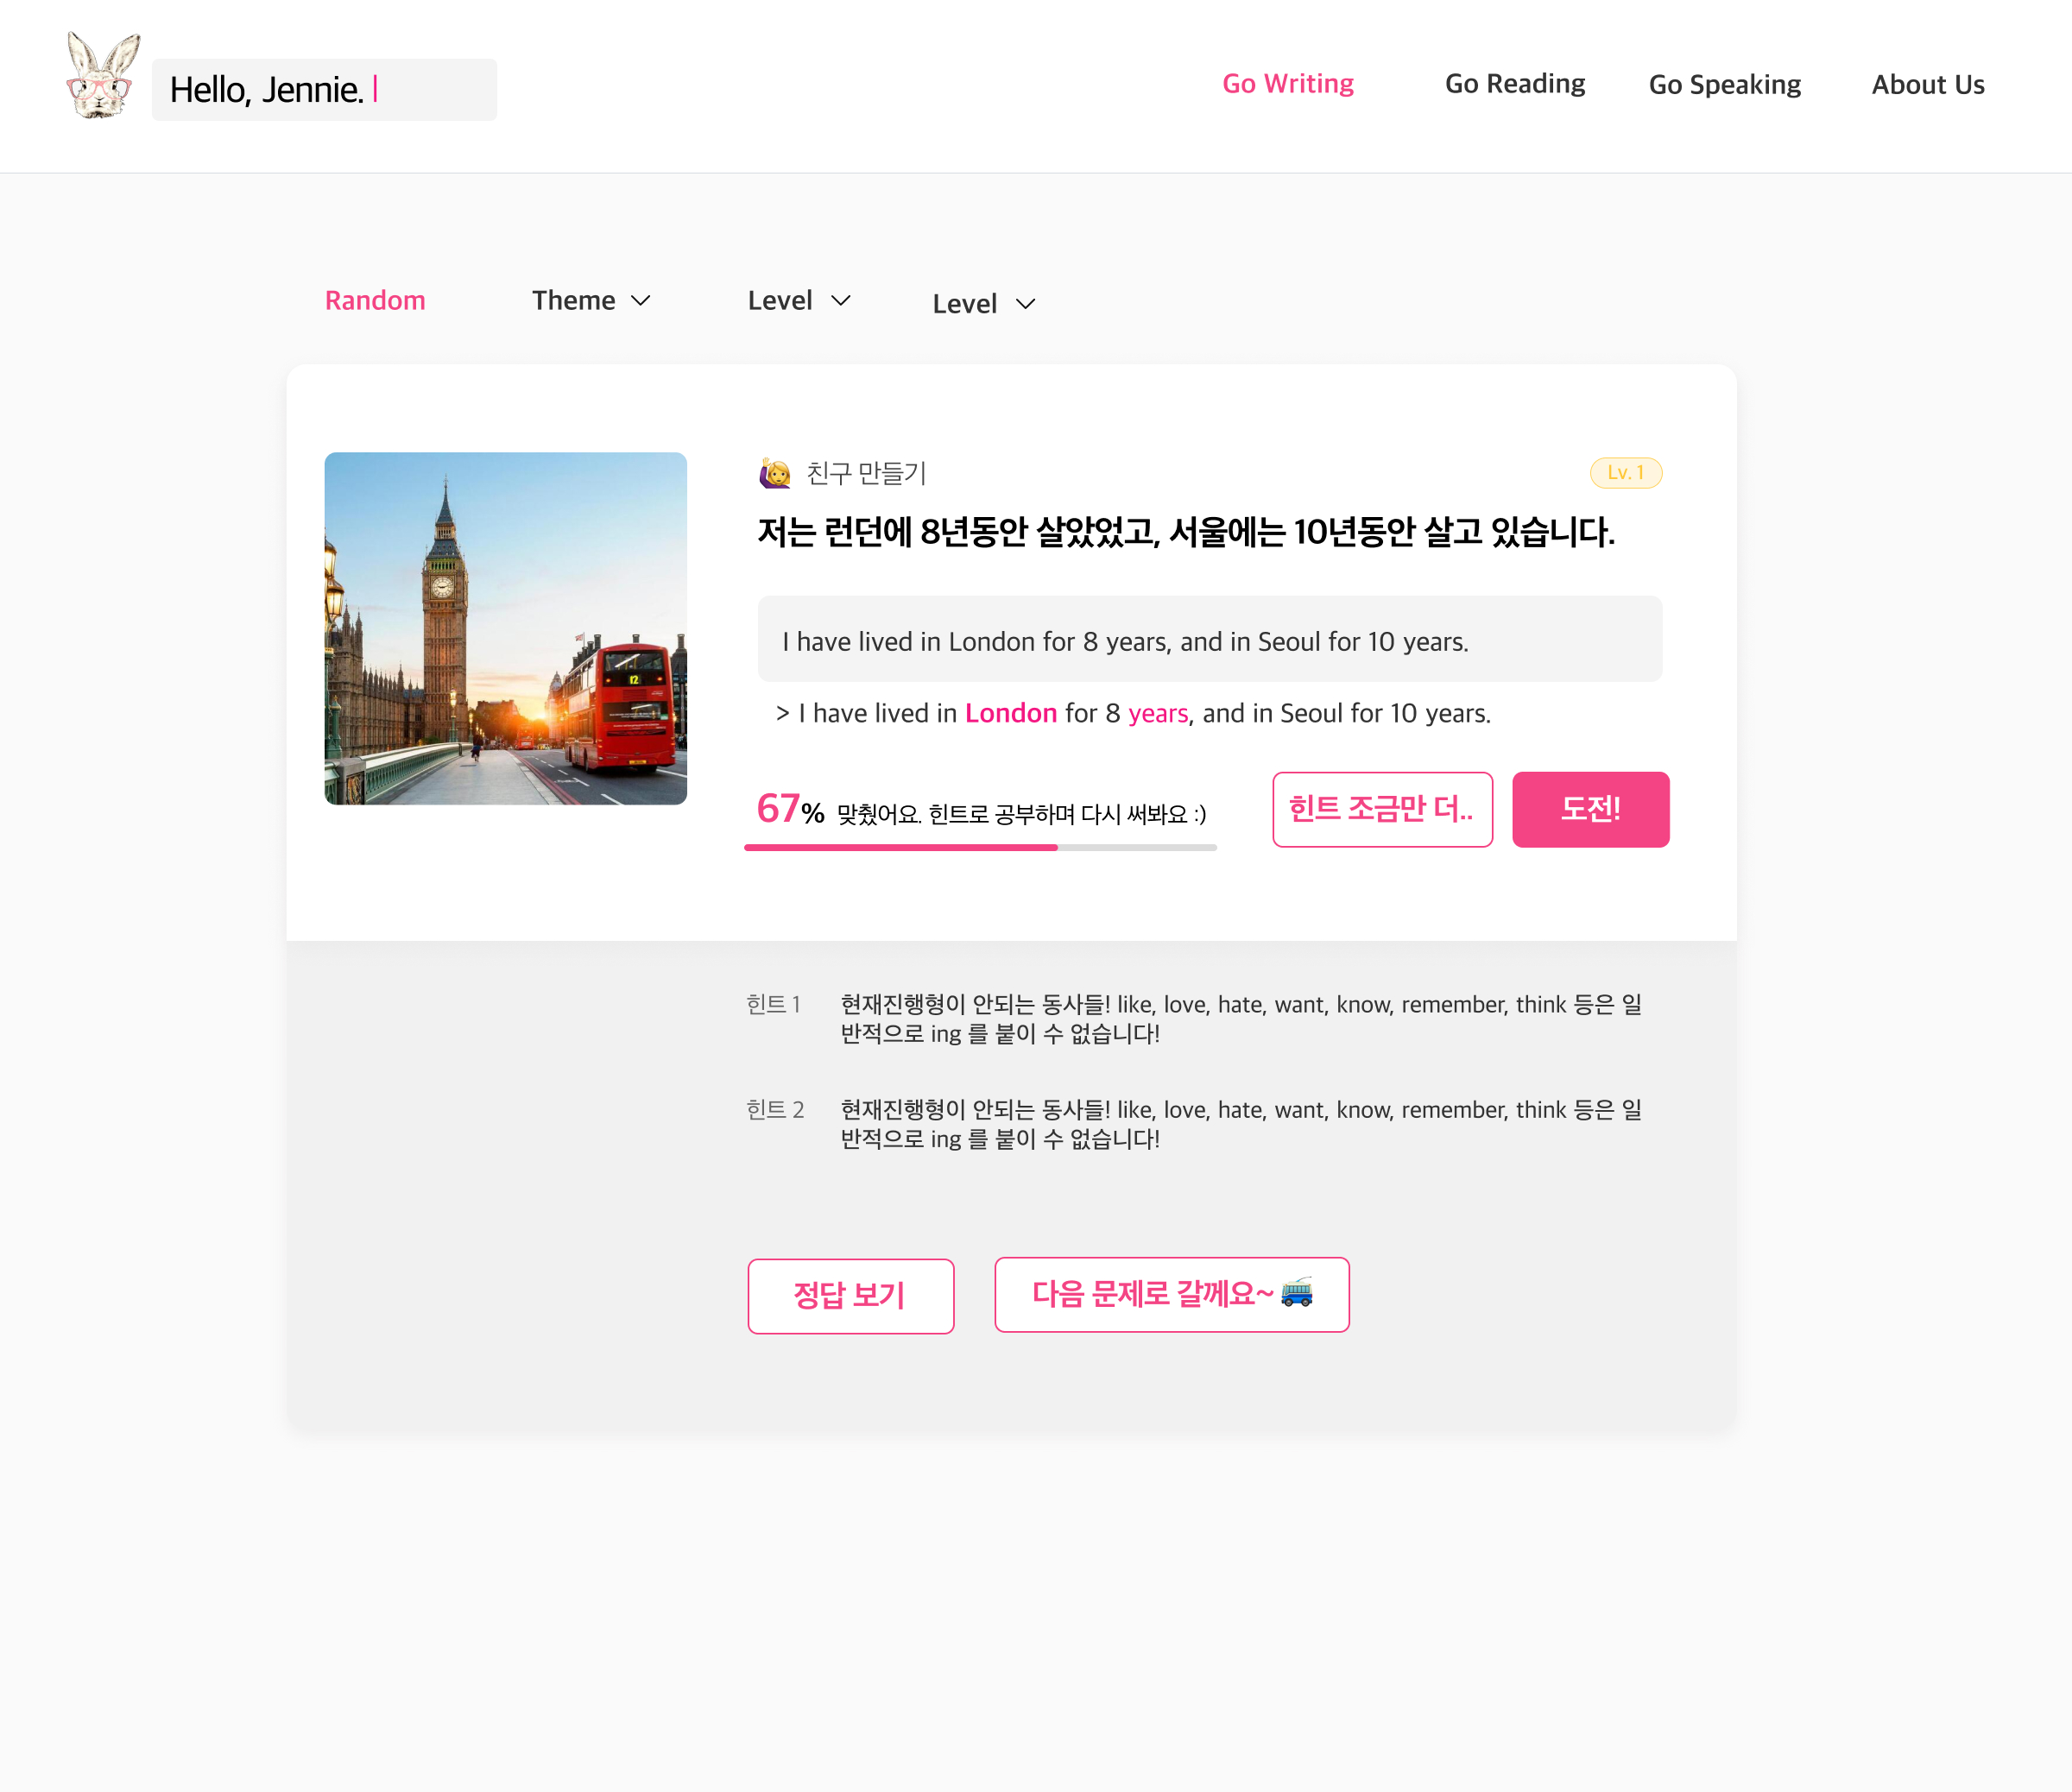 Hello, Jennie.
Go Writing
Go Reading
Go Speaking
About Us
Random
Theme
Level
Level
친구 만들기
Lv. 1
저는 런던에 8년동안 살았었고, 서울에는 10년동안 살고 있습니다.
I have lived in London for 8 years, and in Seoul for 10 years.
> I have lived in London for 8 years, and in Seoul for 10 years.
67% 맞췄어요. 힌트로 공부하며 다시 써봐요 :)
힌트 조금만 더..
도전!
12
힌트 1
현재진행형이 안되는 동사들! like, love, hate, want, know, remember, think 등은 일
반적으로 ing 를 붙이 수 없습니다!
힌트 2
현재진행형이 안되는 동사들! like, love, hate, want, know, remember, think 등은 일
반적으로 ing 를 붙이 수 없습니다!
정답 보기
다음 문제로 갈께요~